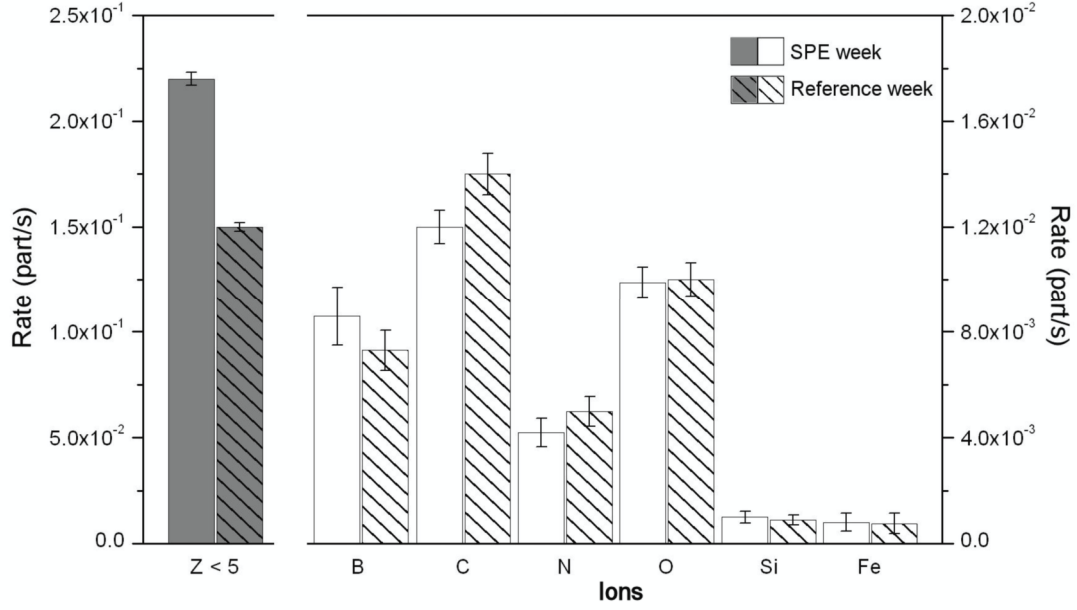 2.5x10⁻¹
2.0x10⁻¹
1.5x10⁻¹
1.0x10⁻¹
5.0x10⁻²
0.0
Rate (part/s)
SPE week
Reference week
2.0x10⁻²
1.6x10⁻²
1.2x10⁻²
8.0x10⁻³
4.0x10⁻³
0.0
Rate (part/s)
Z < 5 B C N O Si Fe
Ions